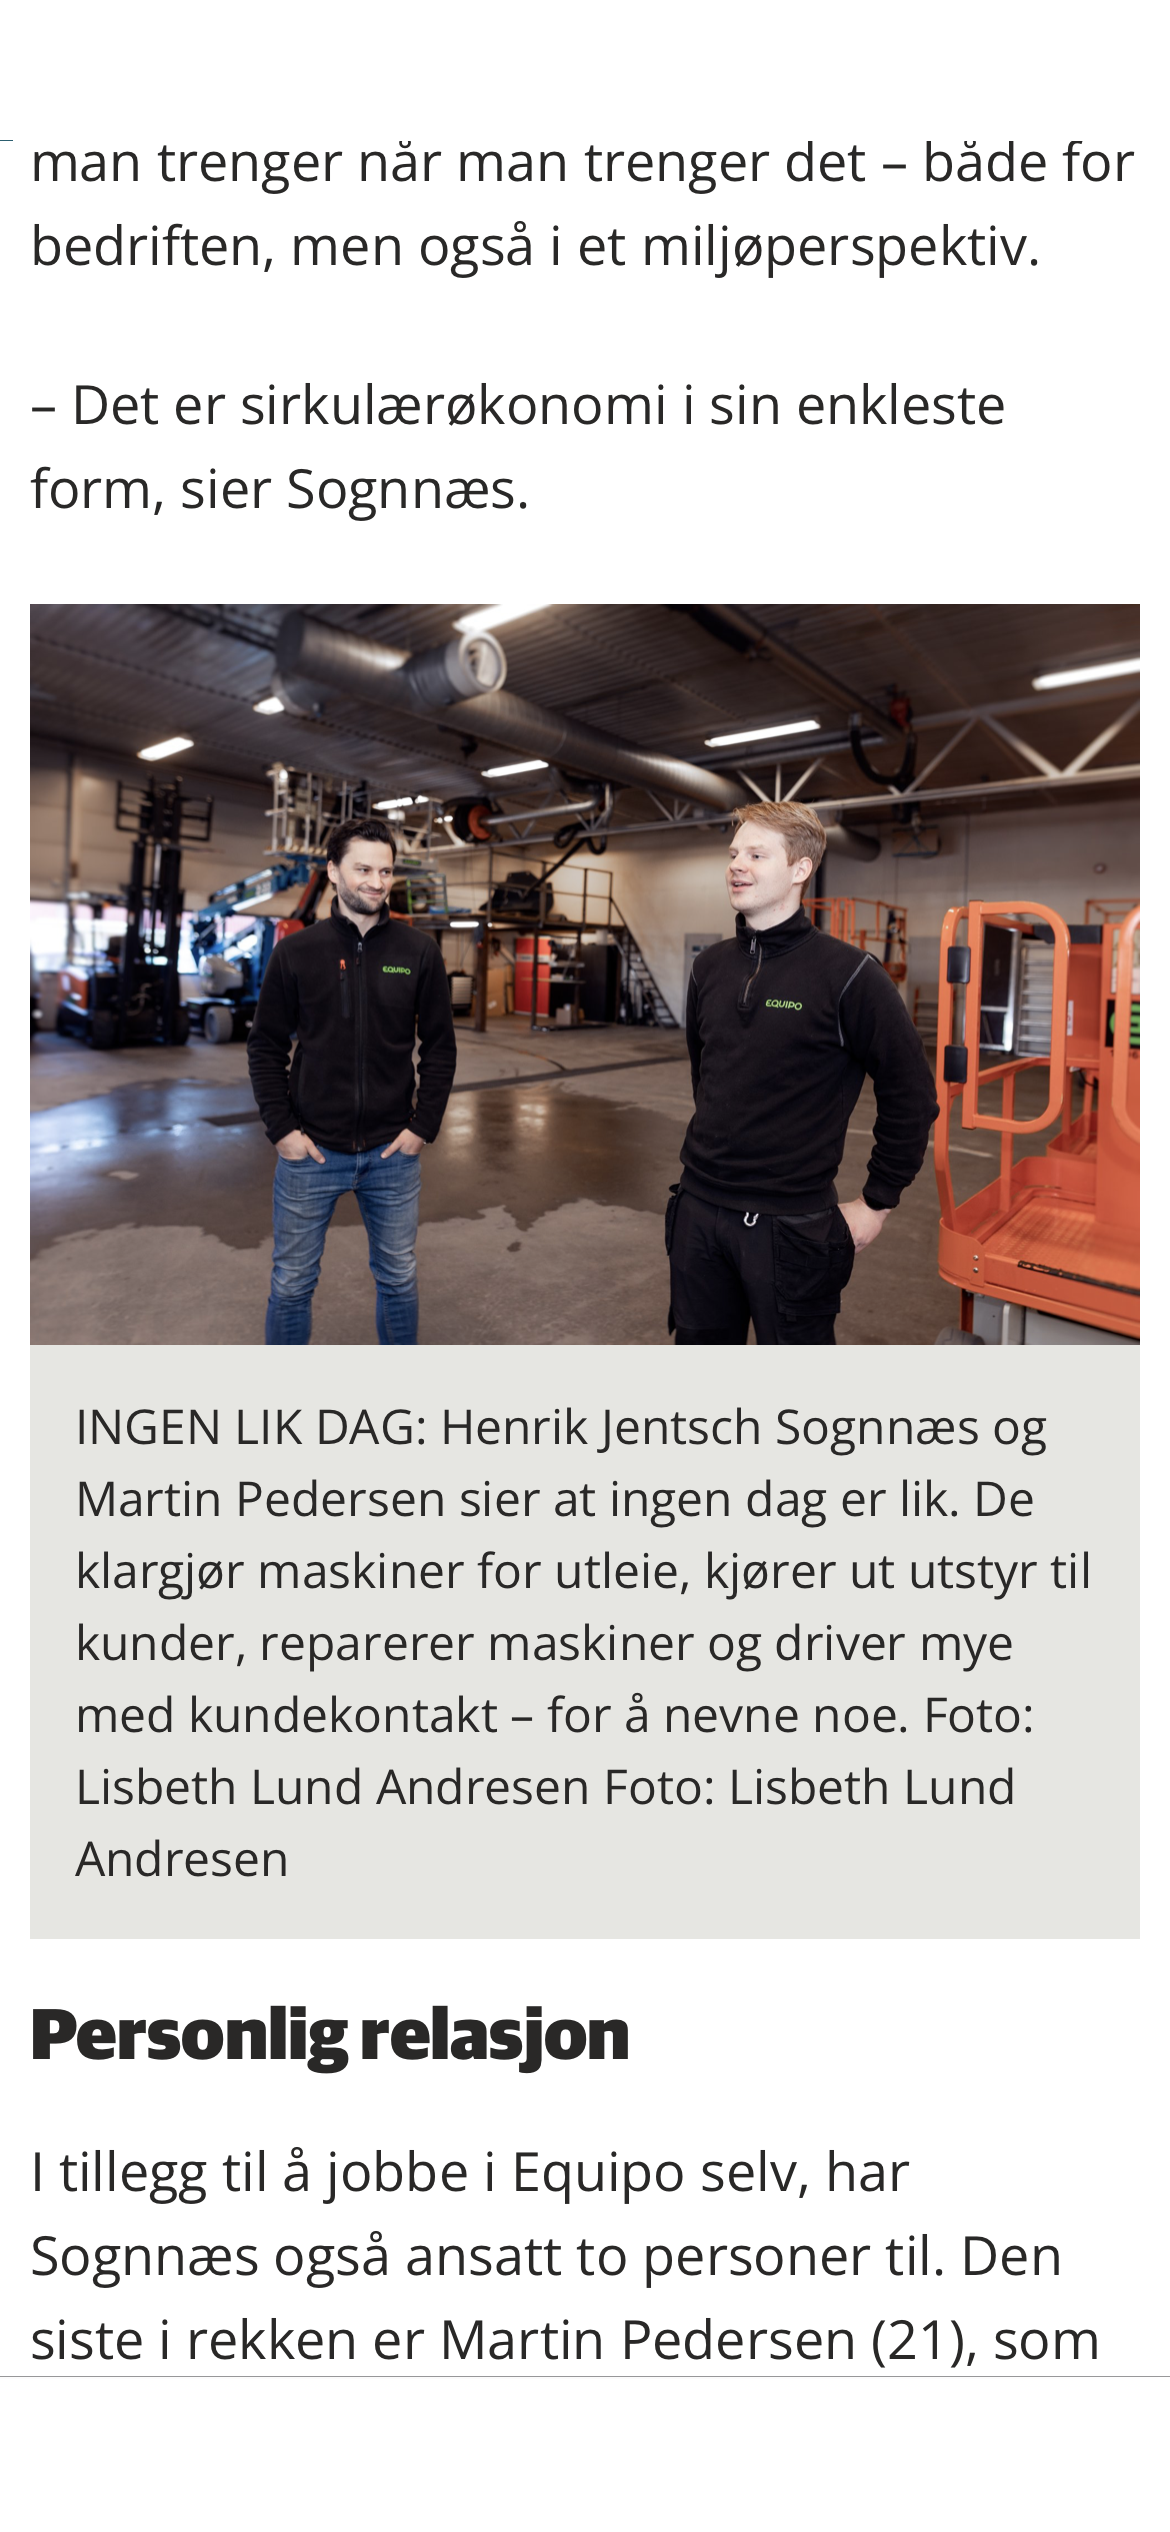 man trenger når man trenger det – både for
bedriften, men også i et miljøperspektiv.
– Det er sirkulærøkonomi i sin enkleste
form, sier Sognnæs.
EQUIPO
EQUIPO
INGEN LIK DAG: Henrik Jentsch Sognnæs og
Martin Pedersen sier at ingen dag er lik. De
klargjør maskiner for utleie, kjører ut utstyr til
kunder, reparerer maskiner og driver mye
med kundekontakt – for å nevne noe. Foto:
Lisbeth Lund Andresen Foto: Lisbeth Lund
Andresen
Personlig relasjon
I tillegg til å jobbe i Equipo selv, har
Sognnæs også ansatt to personer til. Den
siste i rekken er Martin Pedersen (21), som